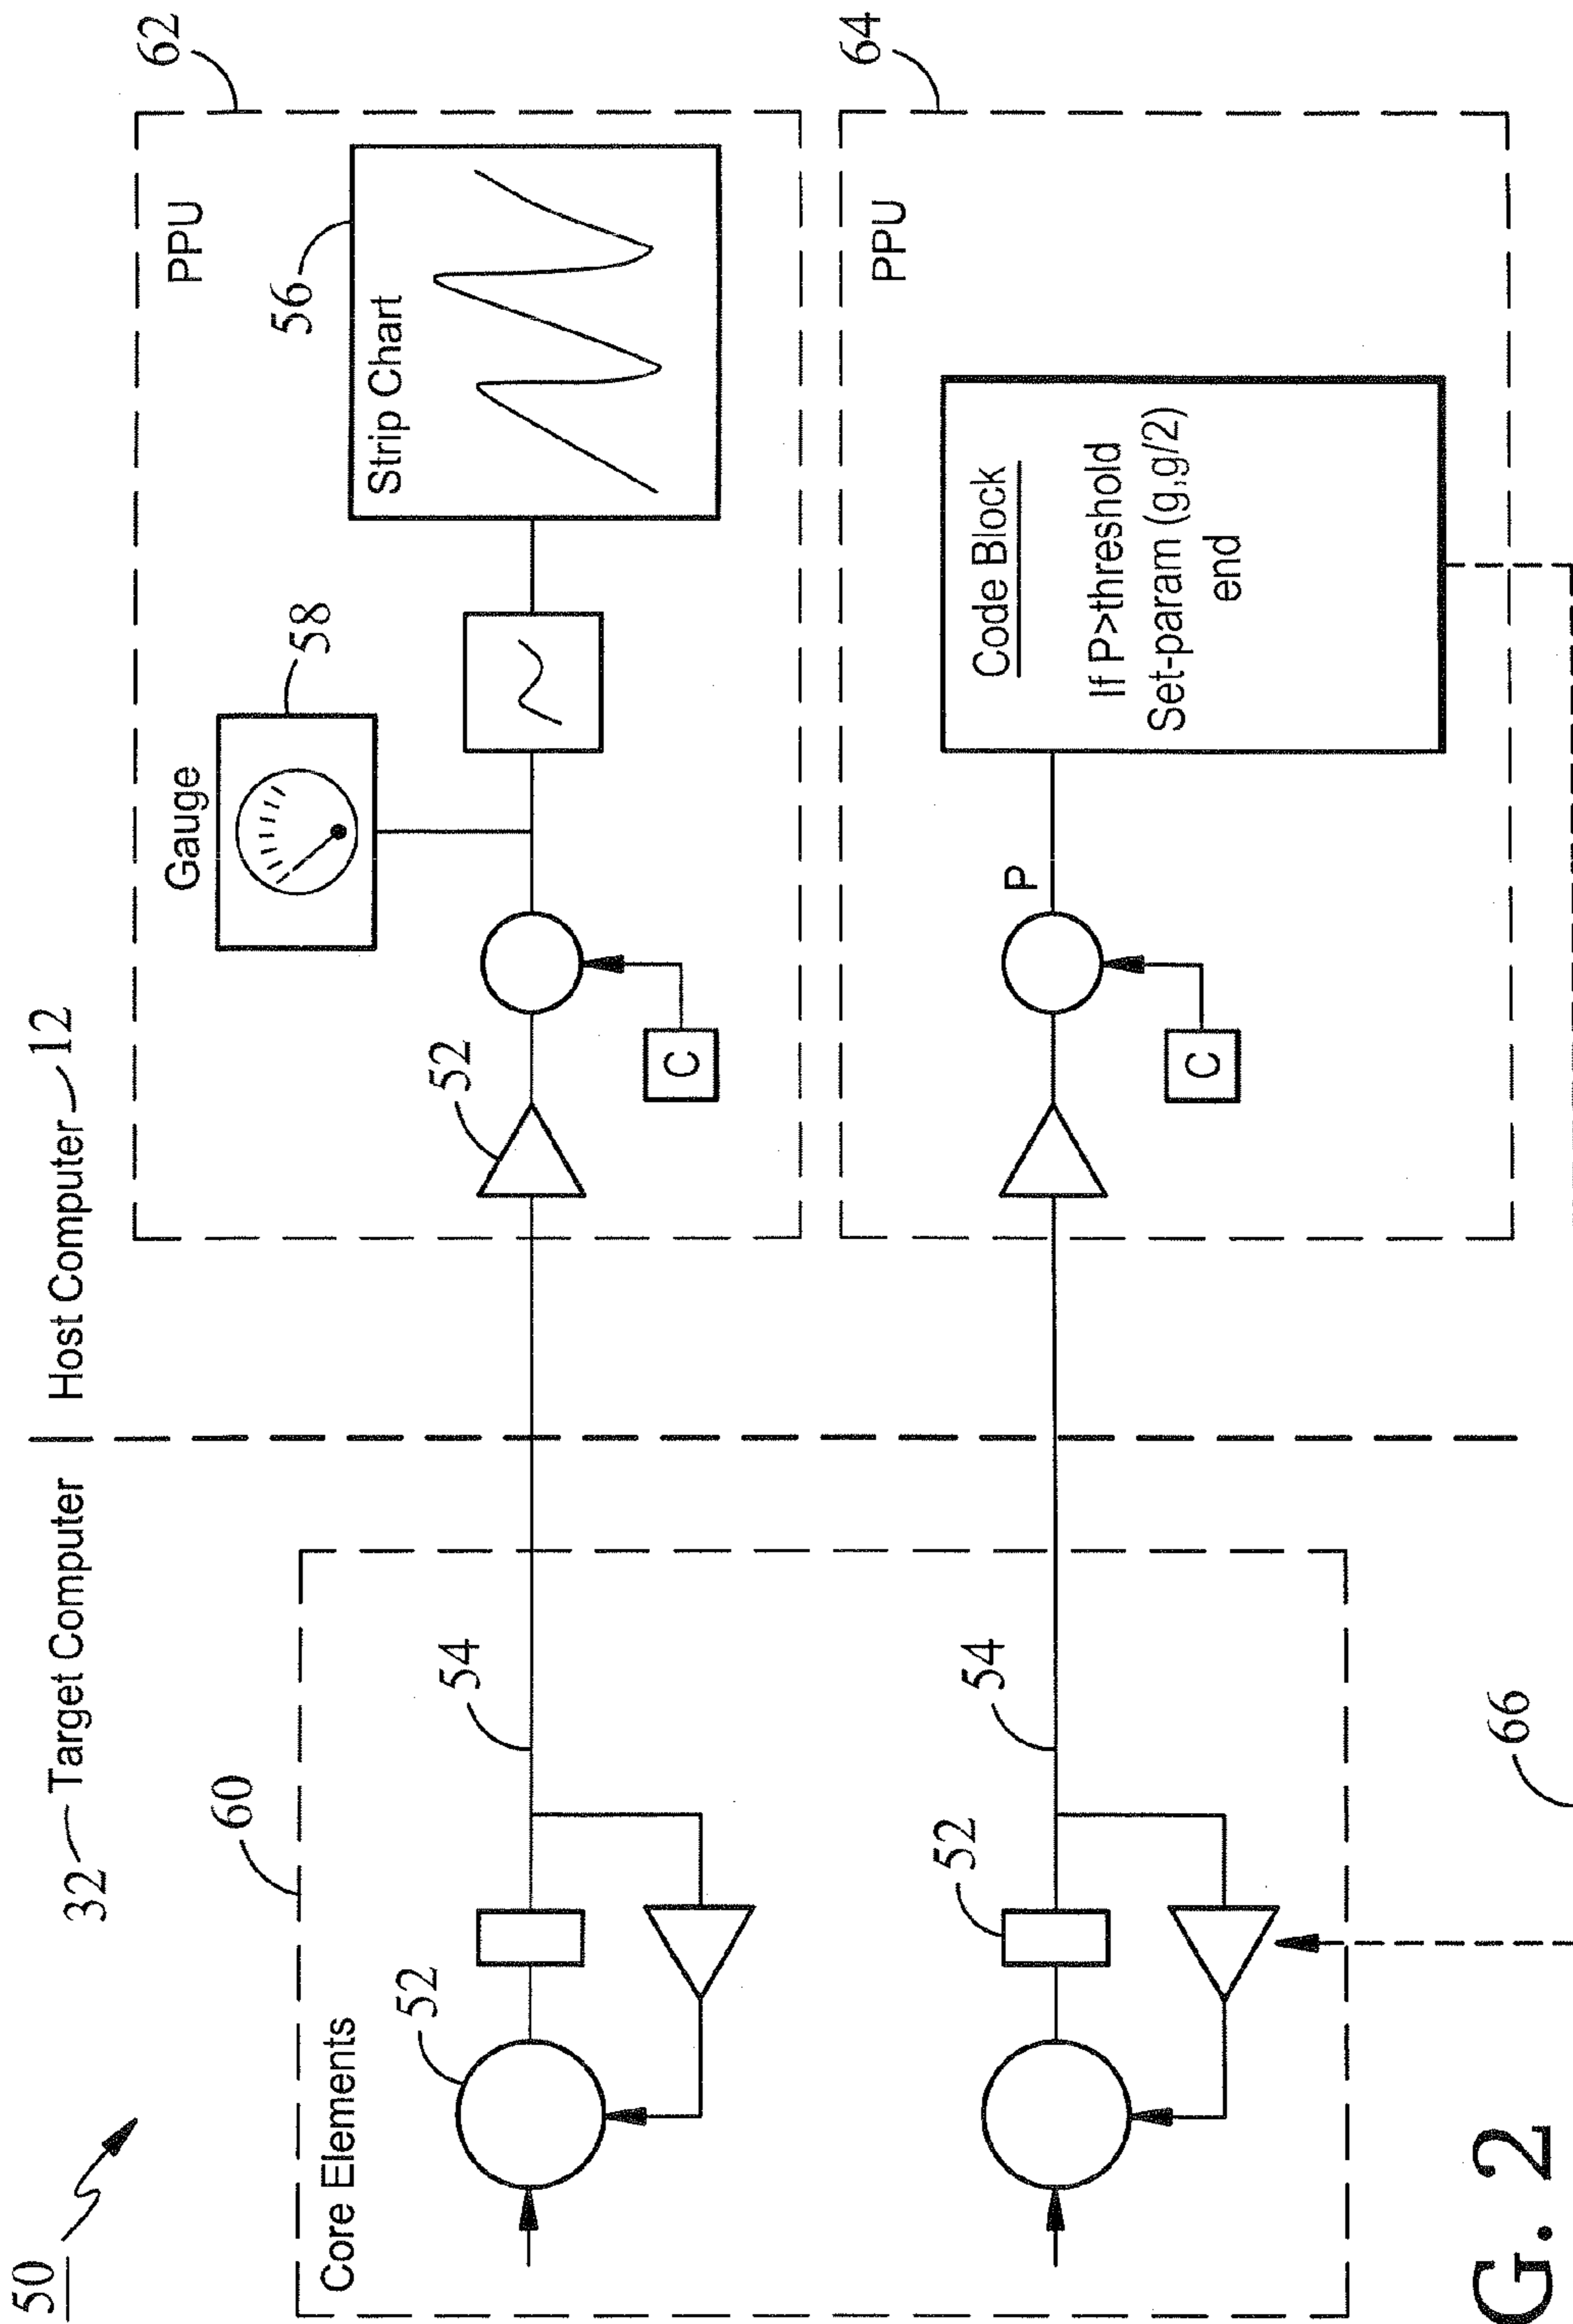 50
32 Target Computer
Host Computer 12
60
Core Elements
52
54
52
54
66
62
PPU
Gauge
58
56
Strip Chart
52
C
64
PPU
P
C
Code Block
If P>threshold
Set-param (g,g/2)
end
G. 2